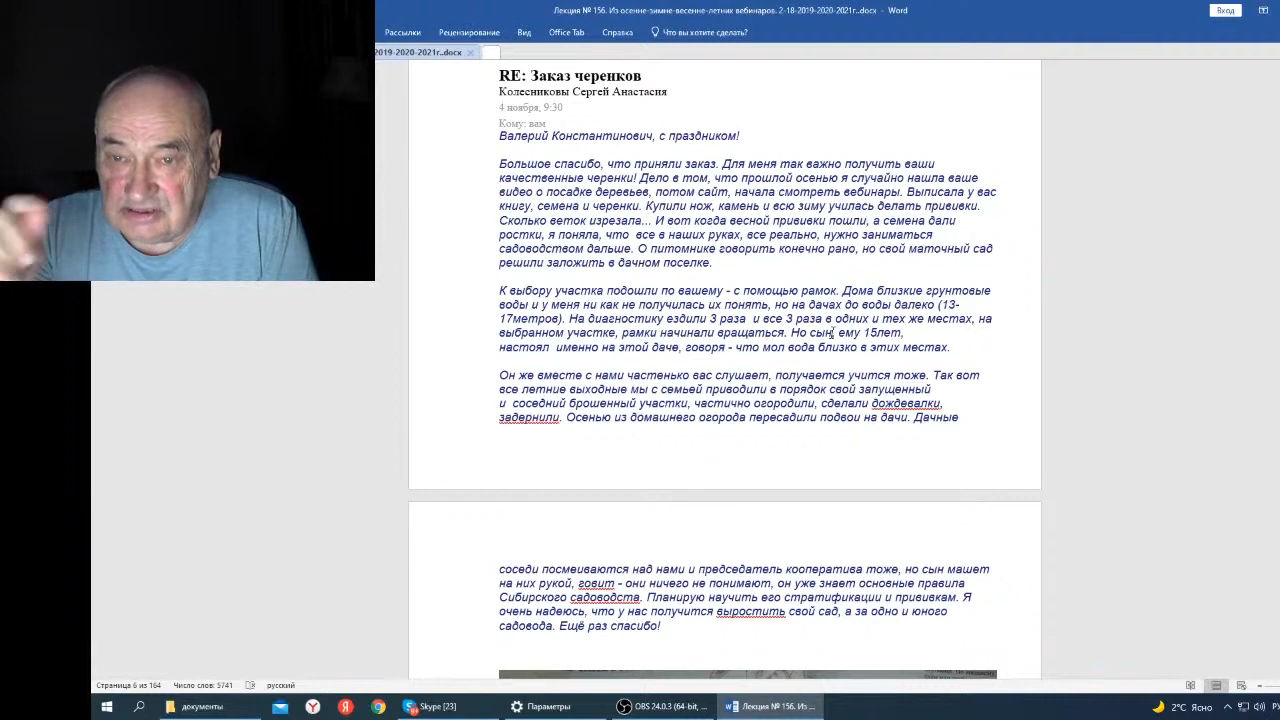 Лекция № 156. Из осенне-зимне-весенне-летних вебинаров. 2-18-2019-2020-2021г..docx - Word
Вход
Рассылки Рецензирование Вид Office Tab Справка Что вы хотите сделать?
2019-2020-2021г..docx
RE: Заказ черенков
Колесниковы Сергей Анастасия
4 ноября, 9:30
Кому: вам
Валерий Константинович, с праздником!
Большое спасибо, что приняли заказ. Для меня так важно получить ваши
качественные черенки! Дело в том, что прошлой осенью я случайно нашла ваше
видео о посадке деревьев, потом сайт, начала смотреть вебинары. Выписала у вас
книгу, семена и черенки. Купили нож, камень и всю зиму училась делать прививки.
Сколько веток изрезала... И вот когда весной прививки пошли, а семена дали
ростки, я поняла, что все в наших руках, все реально, нужно заниматься
садоводством дальше. О питомнике говорить конечно рано, но свой маточный сад
решили заложить в дачном поселке.
К выбору участка подошли по вашему - с помощью рамок. Дома близкие грунтовые
воды и у меня ни как не получилась их понять, но на дачах до воды далеко (13-
17метров). На диагностику ездили 3 раза и все 3 раза в одних и тех же местах, на
выбранном участке, рамки начинали вращаться. Но сын ему 15лет,
настоял именно на этой даче, говоря - что мол вода близко в этих местах.
Он же вместе с нами частенько вас слушает, получается учится тоже. Так вот
все летние выходные мы с семьей приводили в порядок свой запущенный
и соседний брошенный участки, частично огородили, сделали дождевалки,
задернили. Осенью из домашнего огорода пересадили подвои на дачи. Дачные
соседи посмеиваются над нами и председатель кооператива тоже, но сын машет
на них рукой, говит - они ничего не понимают, он уже знает основные правила
Сибирского садоводста. Планирую научить его стратификации и прививкам. Я
очень надеюсь, что у нас получится выростить свой сад, а за одно и юного
садовода. Ещё раз спасибо!
Страница 6 из 164 Число слов: 5741 русский
документы Skype [23] Параметры OBS 24.0.3 (64-bit, ... Лекция № 156. Из ... 2°C Ясно